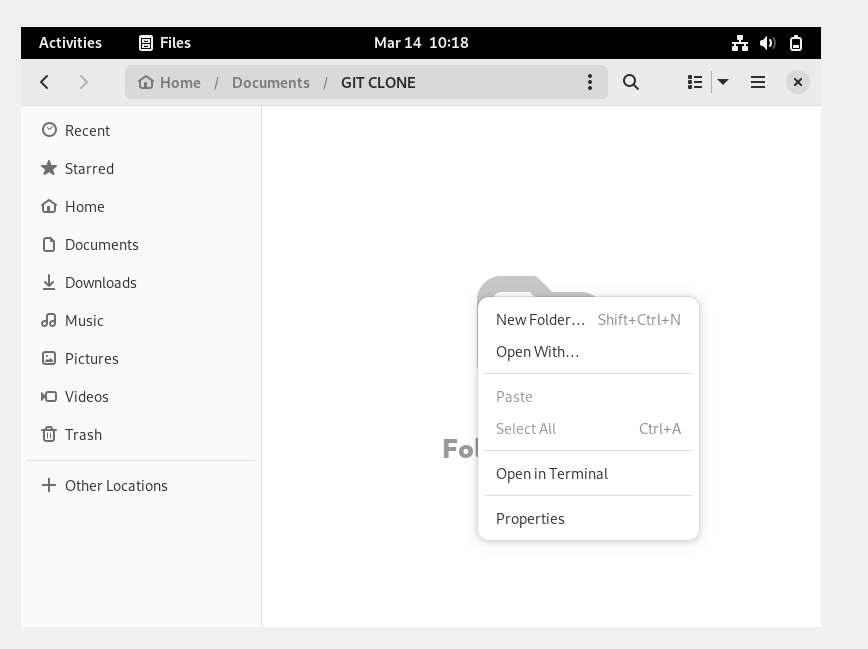 Activities Files Mar 14 10:18
Home / Documents / GIT CLONE
Recent
Starred
Home
Documents
Downloads
Music
Pictures
Videos
Trash
Other Locations
New Folder... Shift+Ctrl+N
Open With...
Paste
Select All Ctrl+A
Open in Terminal
Properties